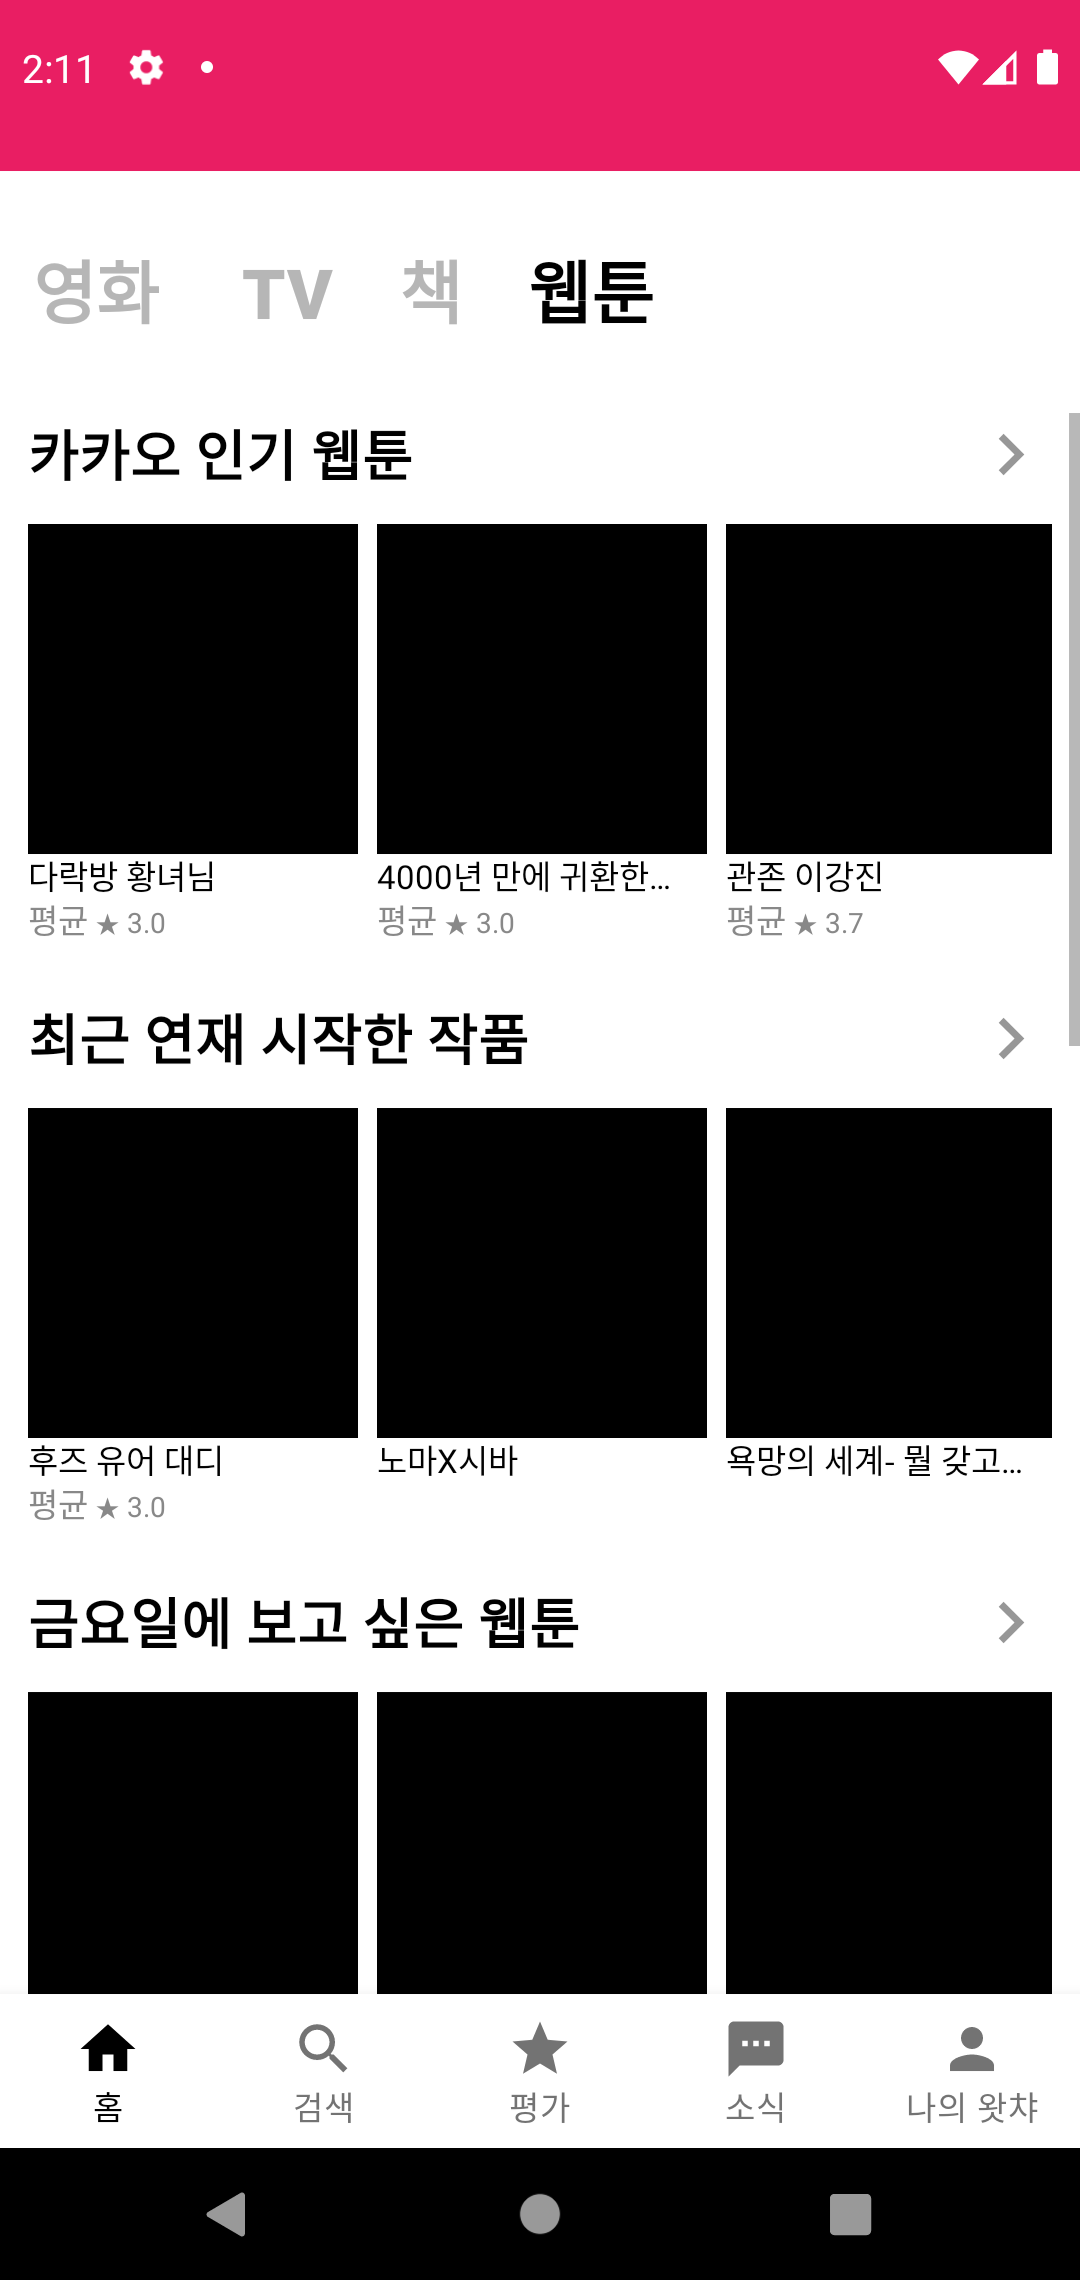 2:11
영화 TV 책 웹툰
카카오 인기 웹툰
다락방 황녀님 4000년 만에 귀환한... 관존 이강진
평균 ★ 3.0 평균 ★ 3.0 평균 ★ 3.7
최근 연재 시작한 작품
후즈 유어 대디 노마X시바 욕망의 세계- 뭘 갖고...
평균 ★ 3.0
금요일에 보고 싶은 웹툰
홈 검색 평가 소식 나의 왓챠